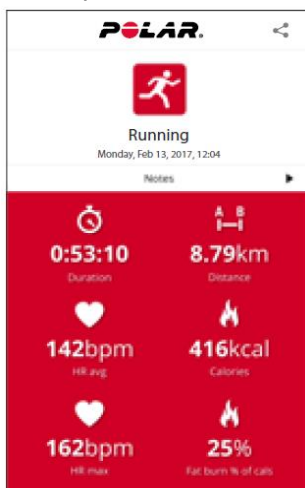 POLAR.
Running
Monday, Feb 13, 2017, 12:04
Notes
A B
0:53:10 8.79km
Duration Distance
142bpm 416kcal
HR avg Calories
162bpm 25%
HR max Fat burn % of cals